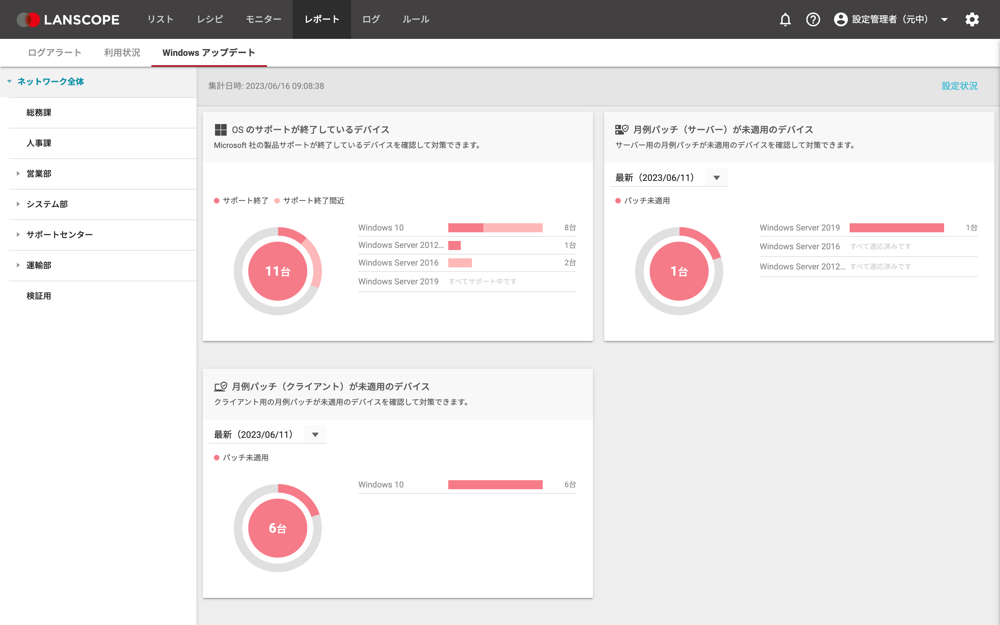 LANSCOPE リスト レシピ モニター レポート ログ ルール 設定管理者（元中）
ログアラート 利用状況 Windows アップデート
ネットワーク全体
総務課
人事課
営業部
システム部
サポートセンター
運輸部
検証用
集計日時: 2023/06/16 09:08:38 設定状況
OS のサポートが終了しているデバイス
Microsoft 社の製品サポートが終了しているデバイスを確認して対策できます。
サポート終了 サポート終了間近
11台
Windows 10 8台
Windows Server 2012... 1台
Windows Server 2016 2台
Windows Server 2019 すべてサポート中です
月例パッチ（サーバー）が未適用のデバイス
サーバー用の月例パッチが未適用のデバイスを確認して対策できます。
最新（2023/06/11）
パッチ未適用
1台
Windows Server 2019 1台
Windows Server 2016 すべて適応済みです
Windows Server 2012... すべて適応済みです
月例パッチ（クライアント）が未適用のデバイス
クライアント用の月例パッチが未適用のデバイスを確認して対策できます。
最新（2023/06/11）
パッチ未適用
6台
Windows 10 6台